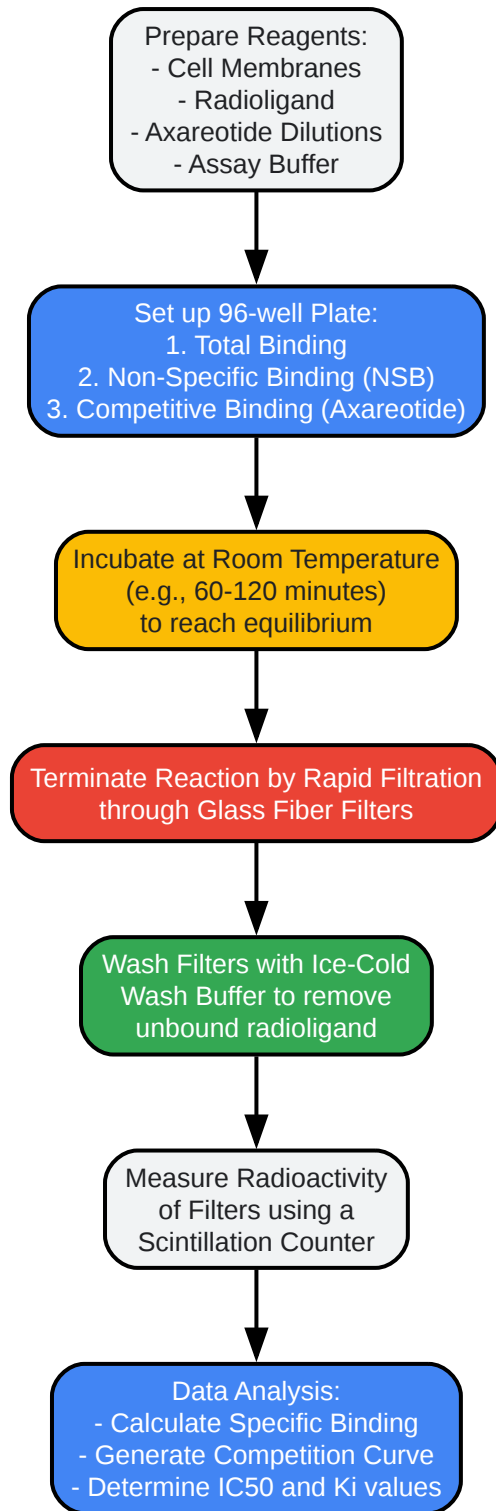 Prepare Reagents:
- Cell Membranes
- Radioligand
- Axareotide Dilutions
- Assay Buffer
Set up 96-well Plate:
1. Total Binding
2. Non-Specific Binding (NSB)
3. Competitive Binding (Axareotide)
Incubate at Room Temperature
(e.g., 60-120 minutes)
to reach equilibrium
Terminate Reaction by Rapid Filtration
through Glass Fiber Filters
Wash Filters with Ice-Cold
Wash Buffer to remove
unbound radioligand
Measure Radioactivity
of Filters using a
Scintillation Counter
Data Analysis:
- Calculate Specific Binding
- Generate Competition Curve
- Determine IC50 and Ki values